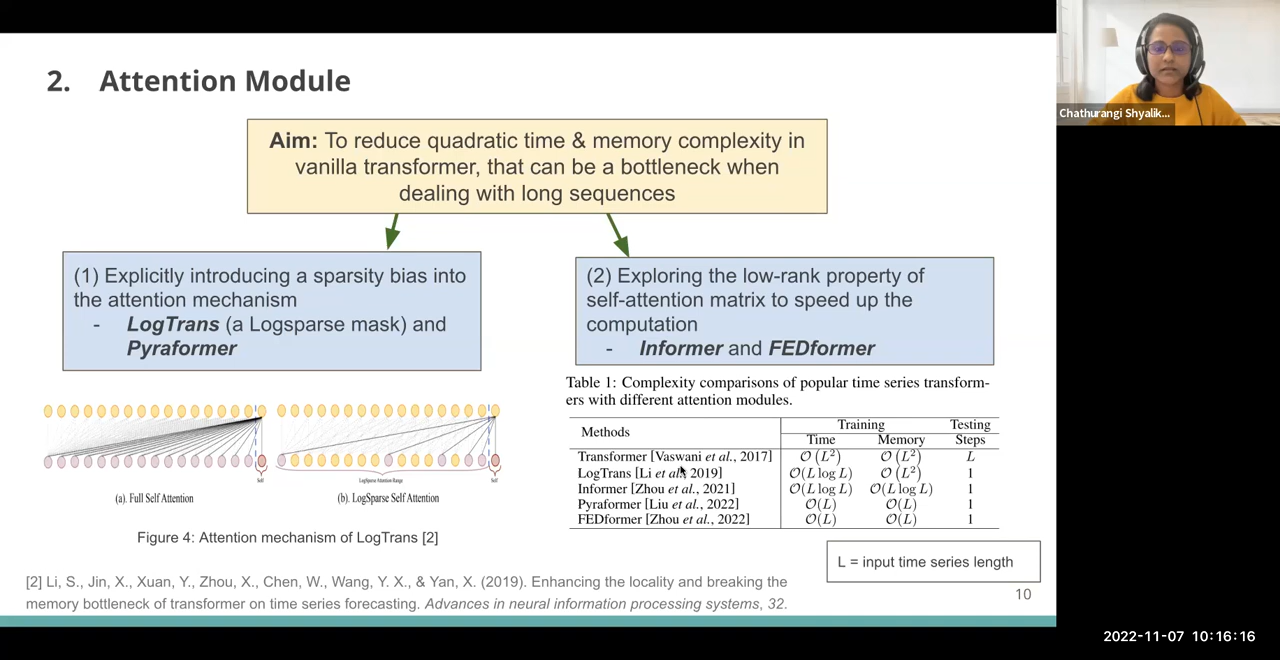 2. Attention Module
Aim: To reduce quadratic time & memory complexity in
vanilla transformer, that can be a bottleneck when
dealing with long sequences
(1) Explicitly introducing a sparsity bias into
the attention mechanism
- LogTrans (a Logsparse mask) and
Pyraformer
(2) Exploring the low-rank property of
self-attention matrix to speed up the
computation
- Informer and FEDformer
Self
LogSparse Attention Range
Self
(a). Full Self Attention
(b). LogSparse Self Attention
Figure 4: Attention mechanism of LogTrans [2]
Table 1: Complexity comparisons of popular time series transform-
ers with different attention modules.
Methods Training Testing
Time Memory Steps
Transformer [Vaswani et al., 2017] O(L²) O(L²) L
LogTrans [Li et al., 2019] O(L log L) O(L²) 1
Informer [Zhou et al., 2021] O(L log L) O(L log L) 1
Pyraformer [Liu et al., 2022] O(L) O(L) 1
FEDformer [Zhou et al., 2022] O(L) O(L) 1
L = input time series length
[2] Li, S., Jin, X., Xuan, Y., Zhou, X., Chen, W., Wang, Y. X., & Yan, X. (2019). Enhancing the locality and breaking the
memory bottleneck of transformer on time series forecasting. Advances in neural information processing systems, 32.
10
Chathurangi Shyalik...
2022-11-07 10:16:16